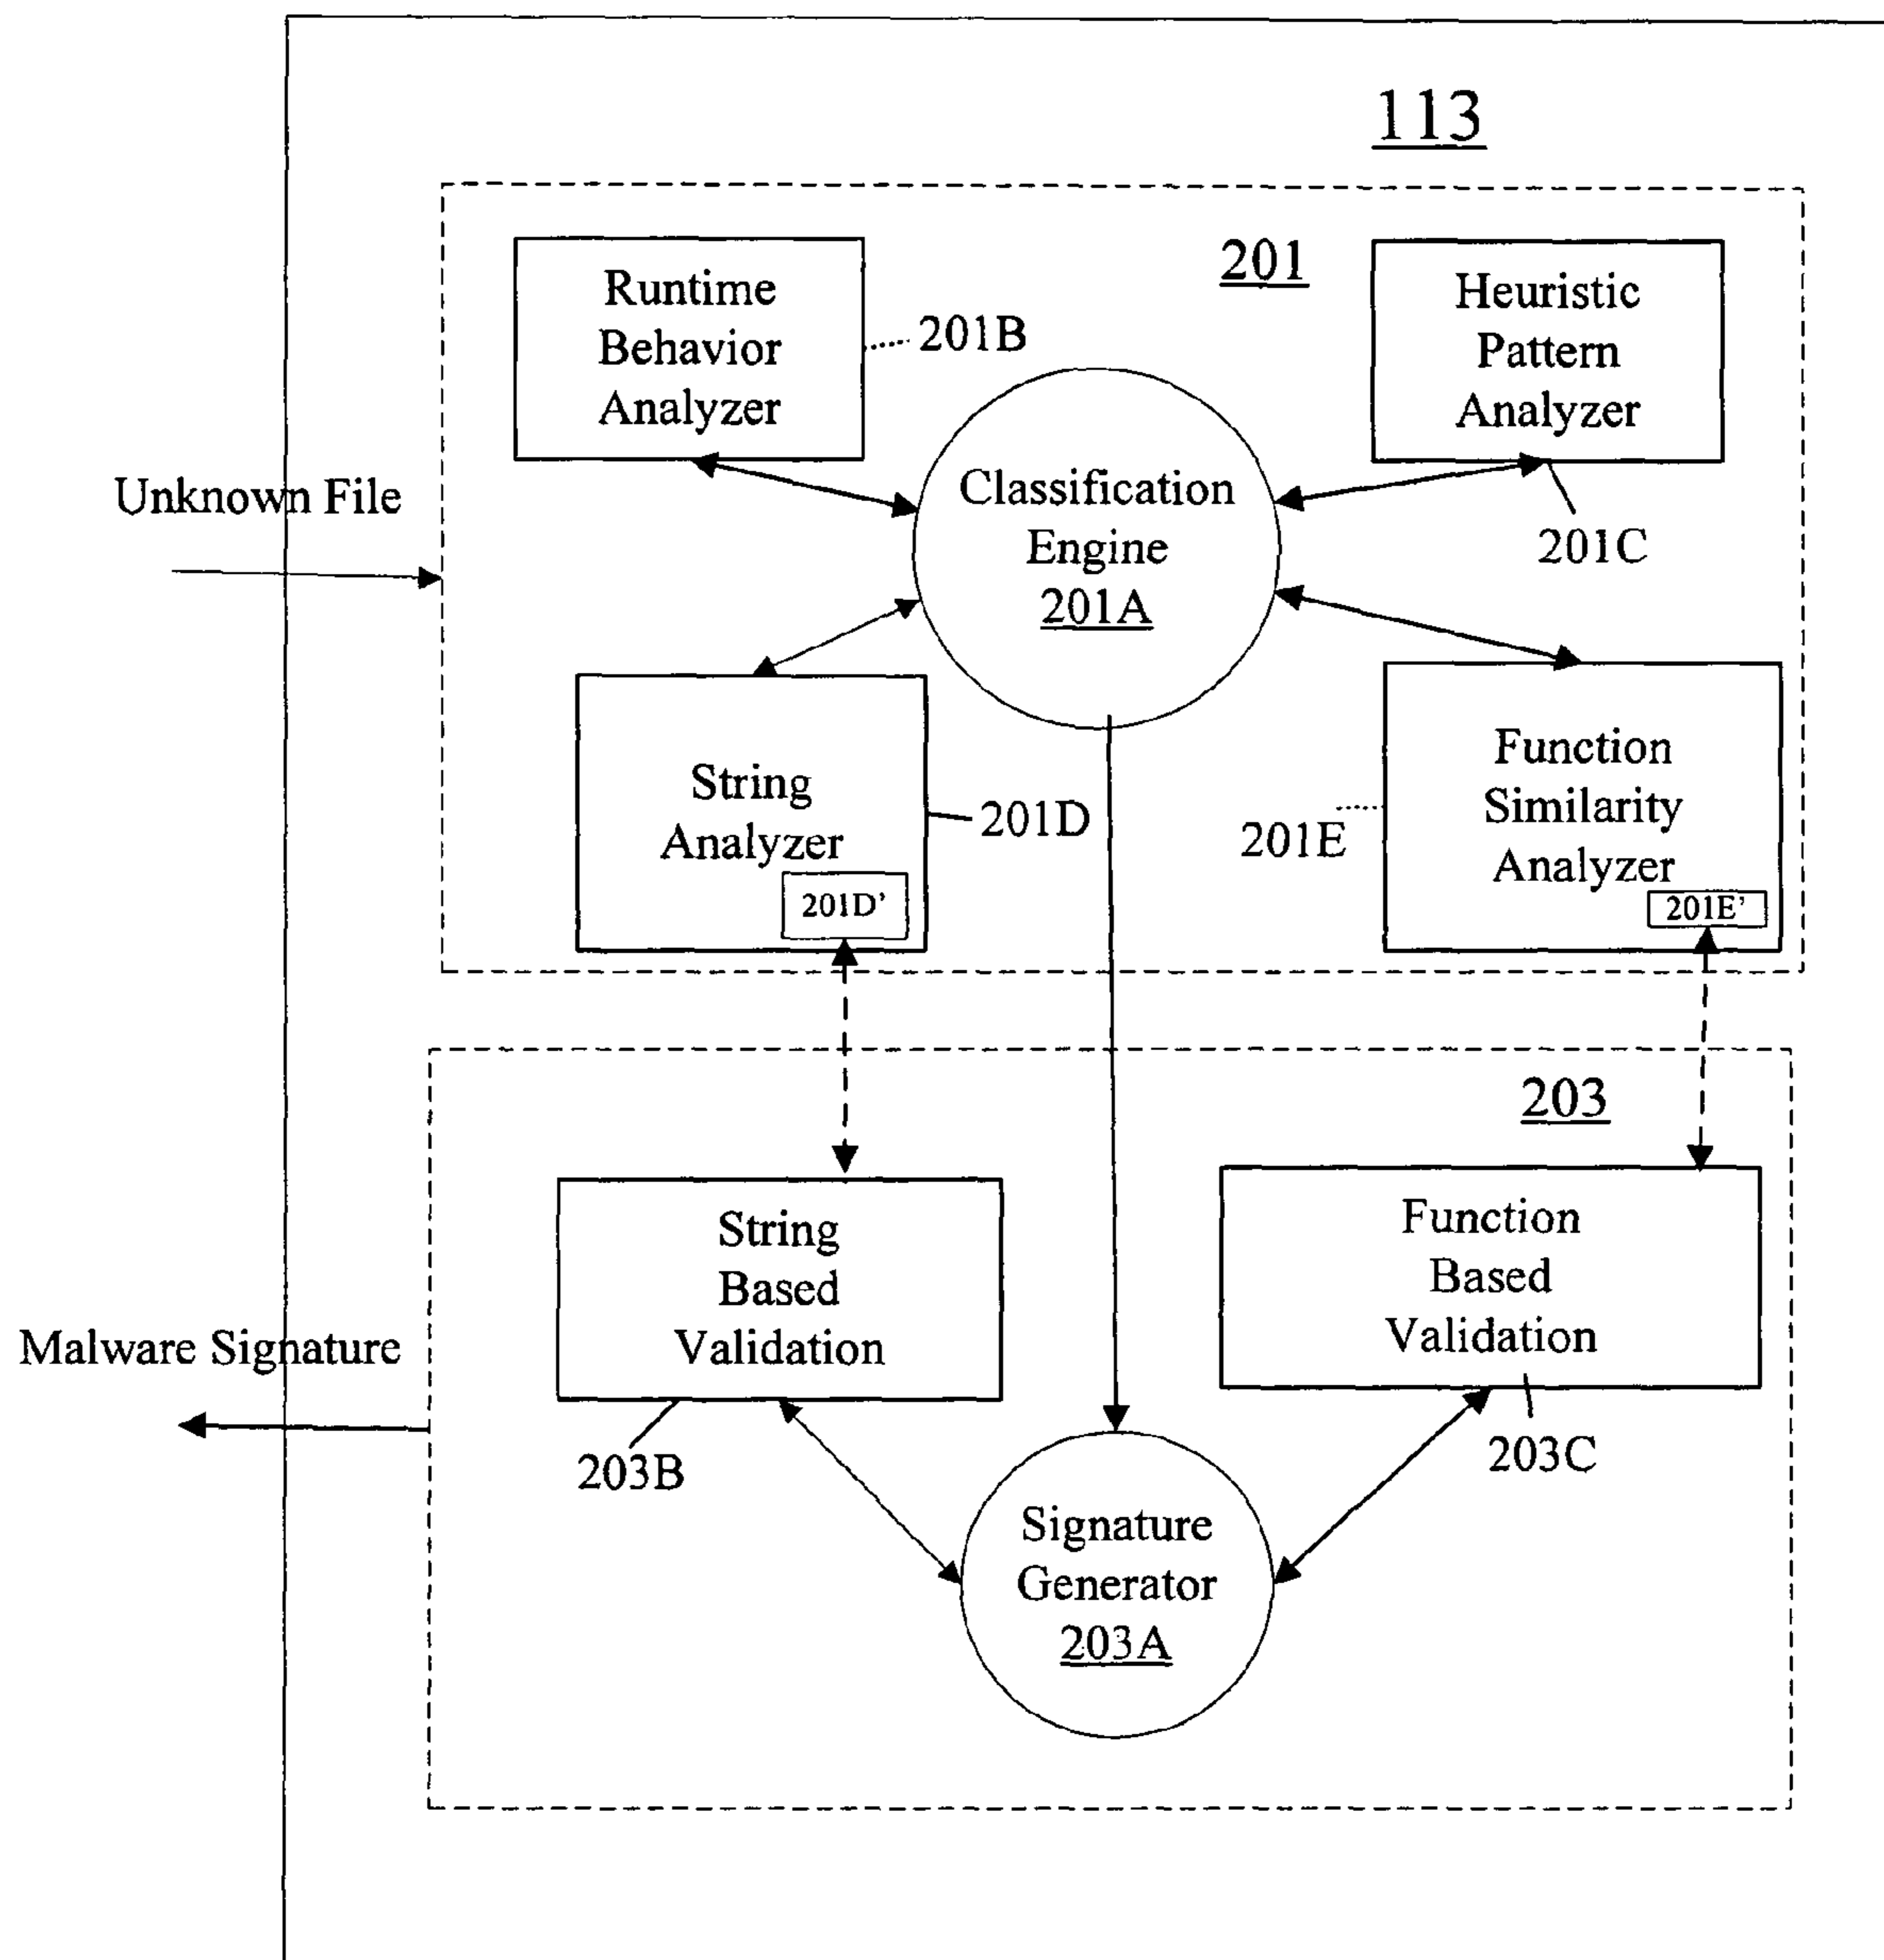 113
201
Runtime
Behavior
Analyzer
201B
Heuristic
Pattern
Analyzer
201C
Unknown File
Classification
Engine
201A
String
Analyzer
201D
201D'
Function
Similarity
Analyzer
201E
201E'
203
String
Based
Validation
203B
Function
Based
Validation
203C
Malware Signature
Signature
Generator
203A